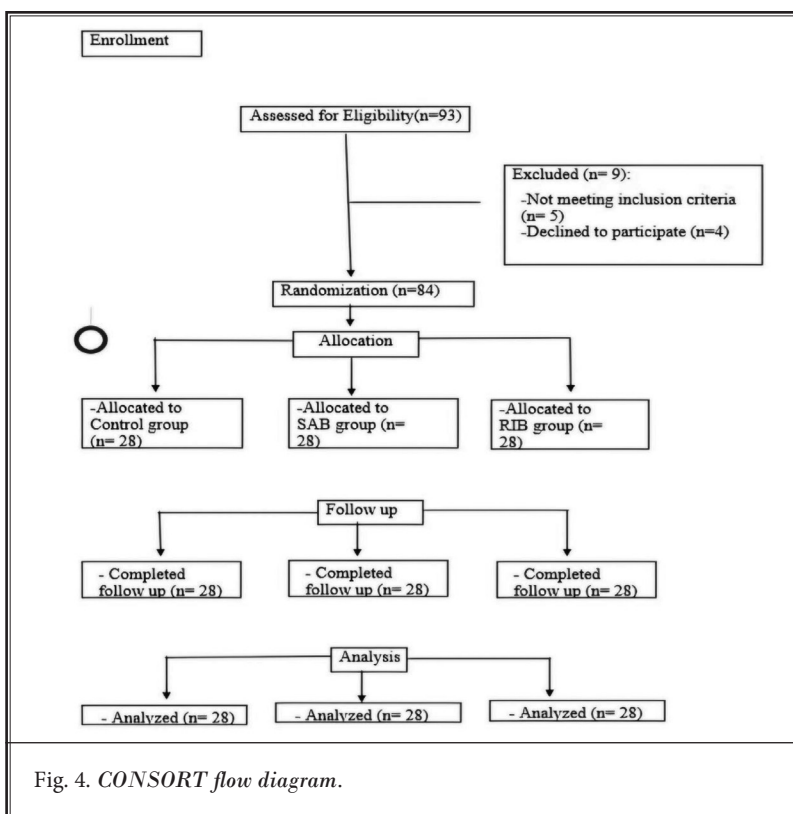 Enrollment
Assessed for Eligibility(n=93)
Excluded (n= 9):
-Not meeting inclusion criteria
(n= 5)
-Declined to participate (n=4)
Randomization (n=84)
Allocation
-Allocated to
Control group
(n= 28)
-Allocated to
SAB group (n=
28)
-Allocated to
RIB group (n=
28)
Follow up
- Completed
follow up (n= 28)
- Completed
follow up (n= 28)
- Completed
follow up (n= 28)
Analysis
- Analyzed (n= 28)
- Analyzed (n= 28)
- Analyzed (n= 28)
Fig. 4. CONSORT flow diagram.